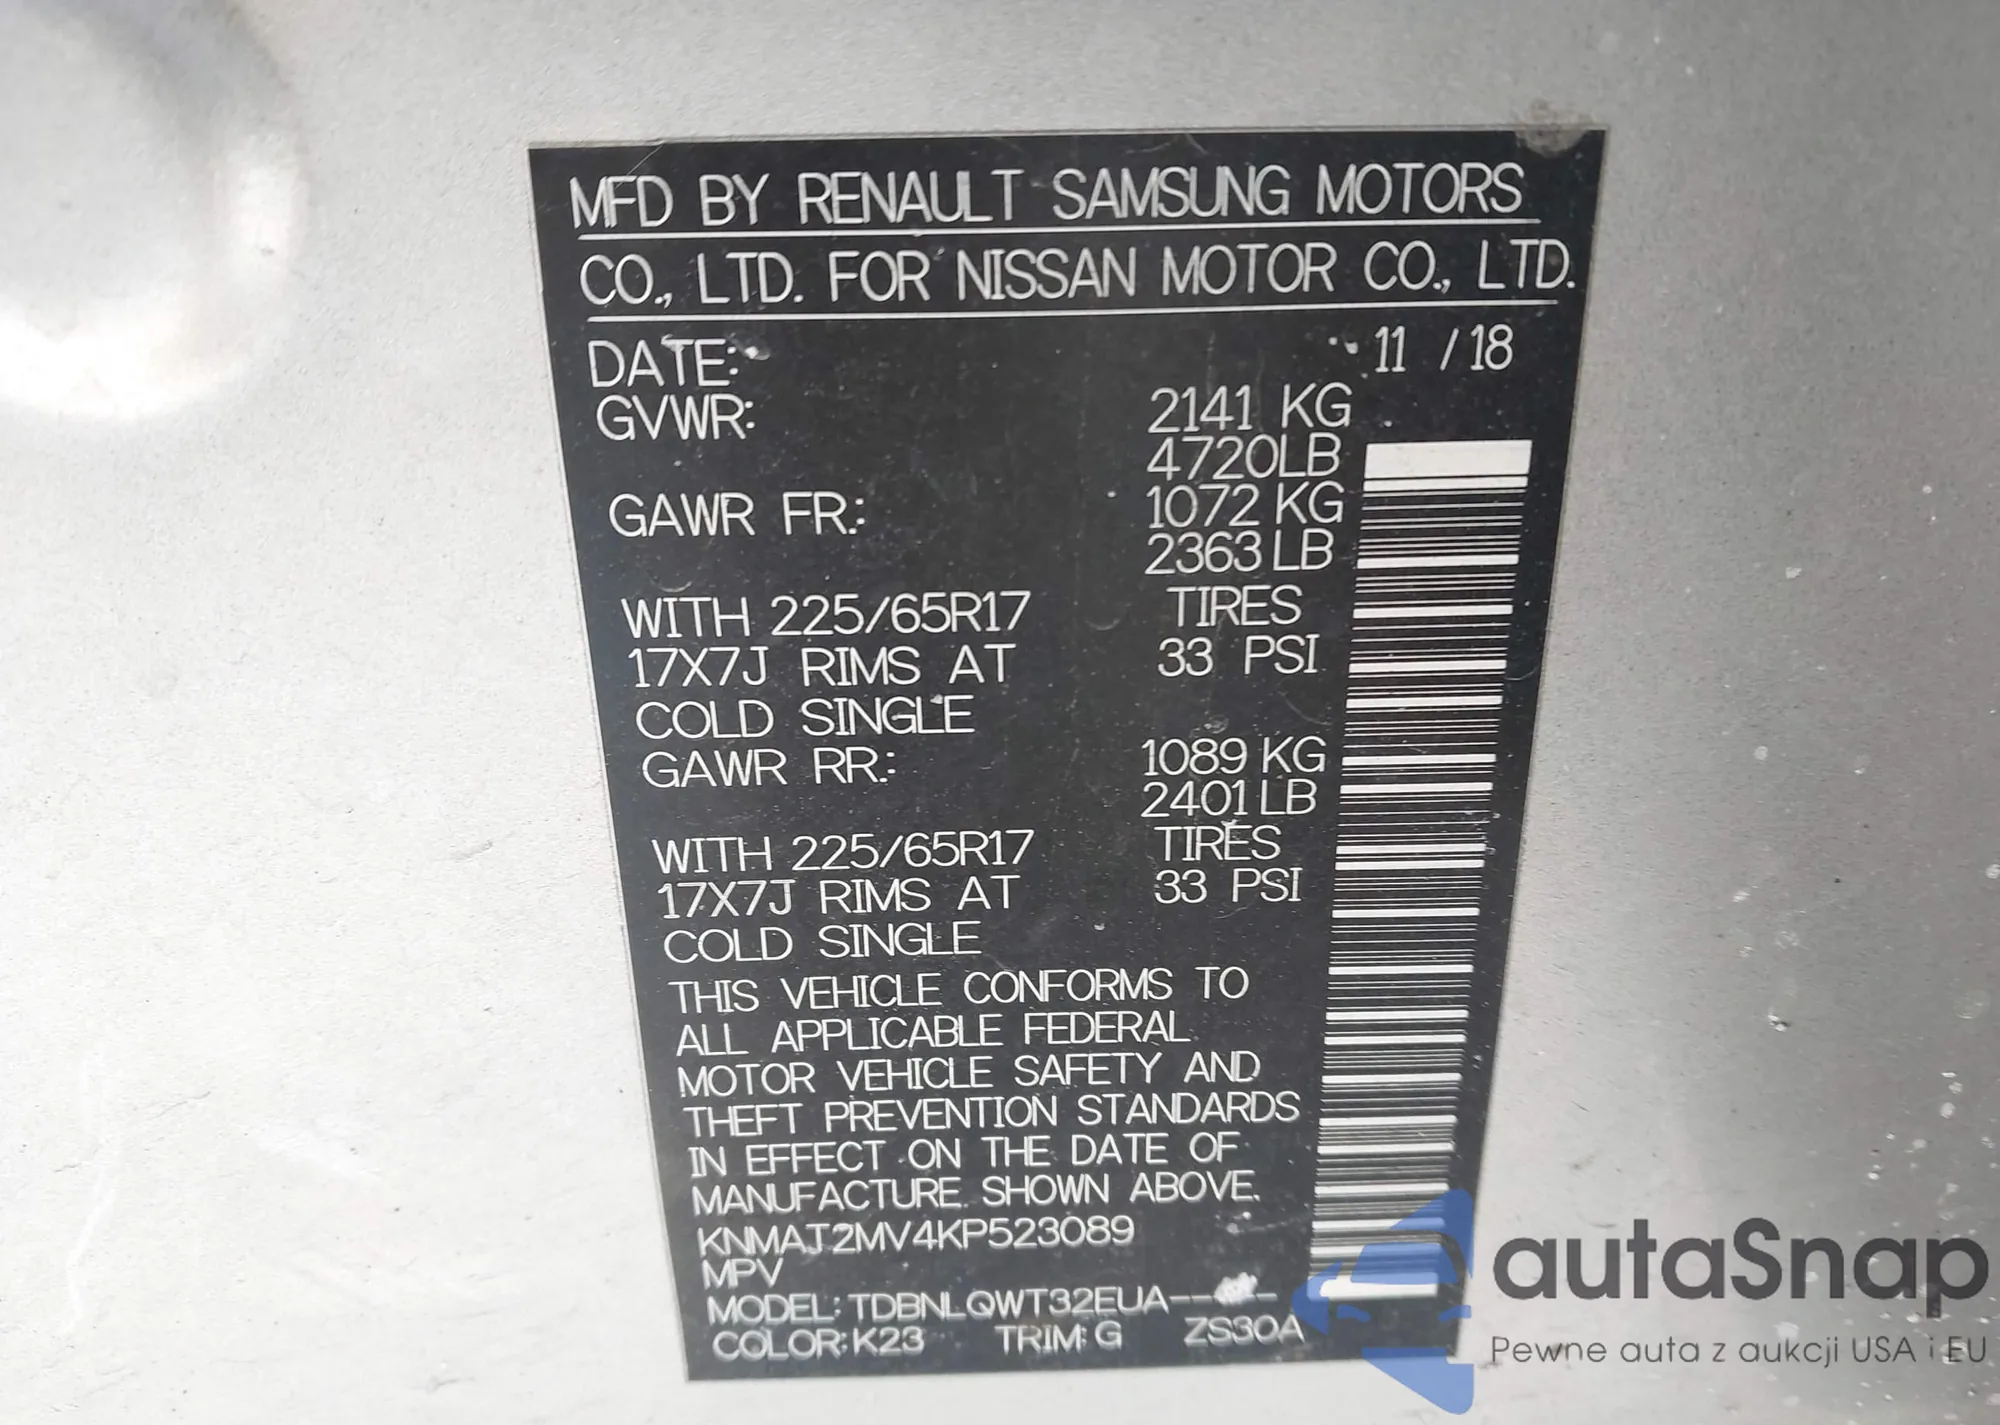 MFD BY RENAULT SAMSUNG MOTORS
CO., LTD. FOR NISSAN MOTOR CO., LTD.
DATE: 11 /18
GVWR: 2141 KG
4720LB
GAWR FR.: 1072 KG
2363 LB
WITH 225/65R17 TIRES
17X7J RIMS AT 33 PSI
COLD SINGLE
GAWR RR.: 1089 KG
2401 LB
WITH 225/65R17 TIRES
17X7J RIMS AT 33 PSI
COLD SINGLE
THIS VEHICLE CONFORMS TO
ALL APPLICABLE FEDERAL
MOTOR VEHICLE SAFETY AND
THEFT PREVENTION STANDARDS
IN EFFECT ON THE DATE OF
MANUFACTURE. SHOWN ABOVE.
KNMAT2MV4KP523089
MPV
MODEL: TDBNLQWT32EUA----
COLOR:K23 TRIM:G ZS30A
autaSnap
Pewne auta z aukcji USA i EU